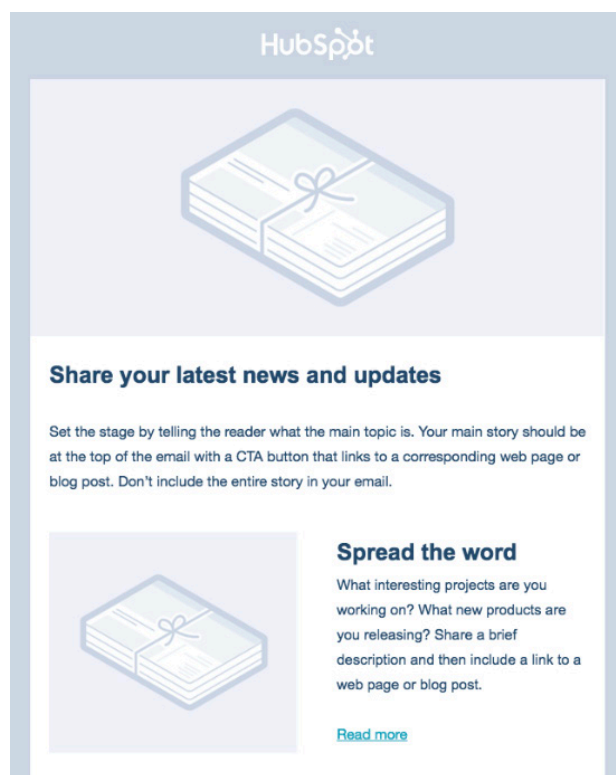 HubSpot
Share your latest news and updates
Set the stage by telling the reader what the main topic is. Your main story should be
at the top of the email with a CTA button that links to a corresponding web page or
blog post. Don't include the entire story in your email.
Spread the word
What interesting projects are you
working on? What new products are
you releasing? Share a brief
description and then include a link to a
web page or blog post.
Read more